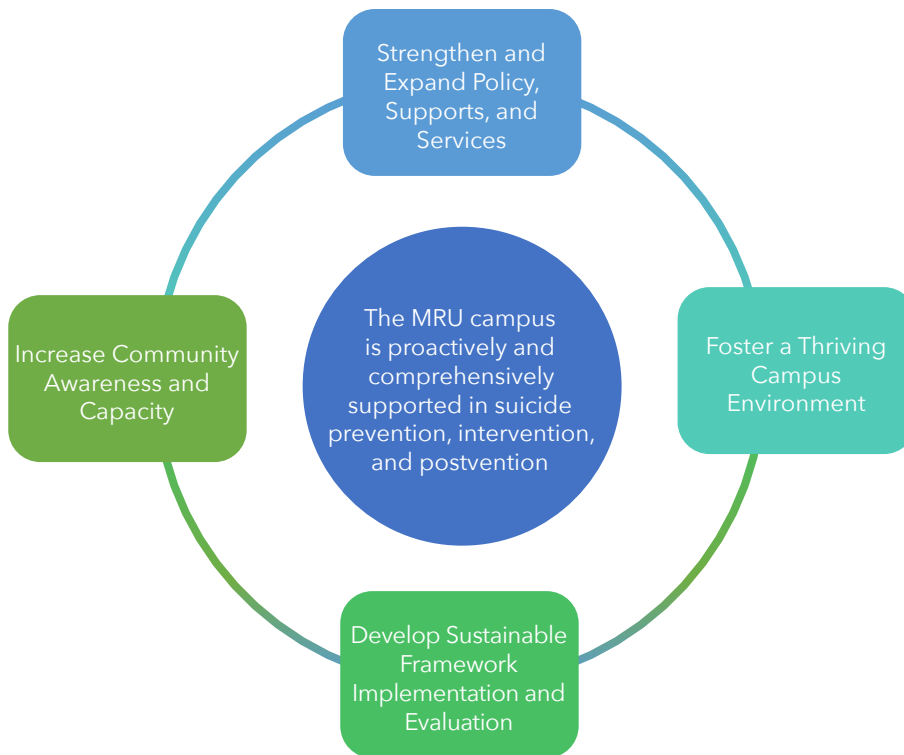 Strengthen and
Expand Policy,
Supports, and
Services
The MRU campus
is proactively and
comprehensively
supported in suicide
prevention, intervention,
and postvention
Increase Community
Awareness and
Capacity
Foster a Thriving
Campus
Environment
Develop Sustainable
Framework
Implementation and
Evaluation